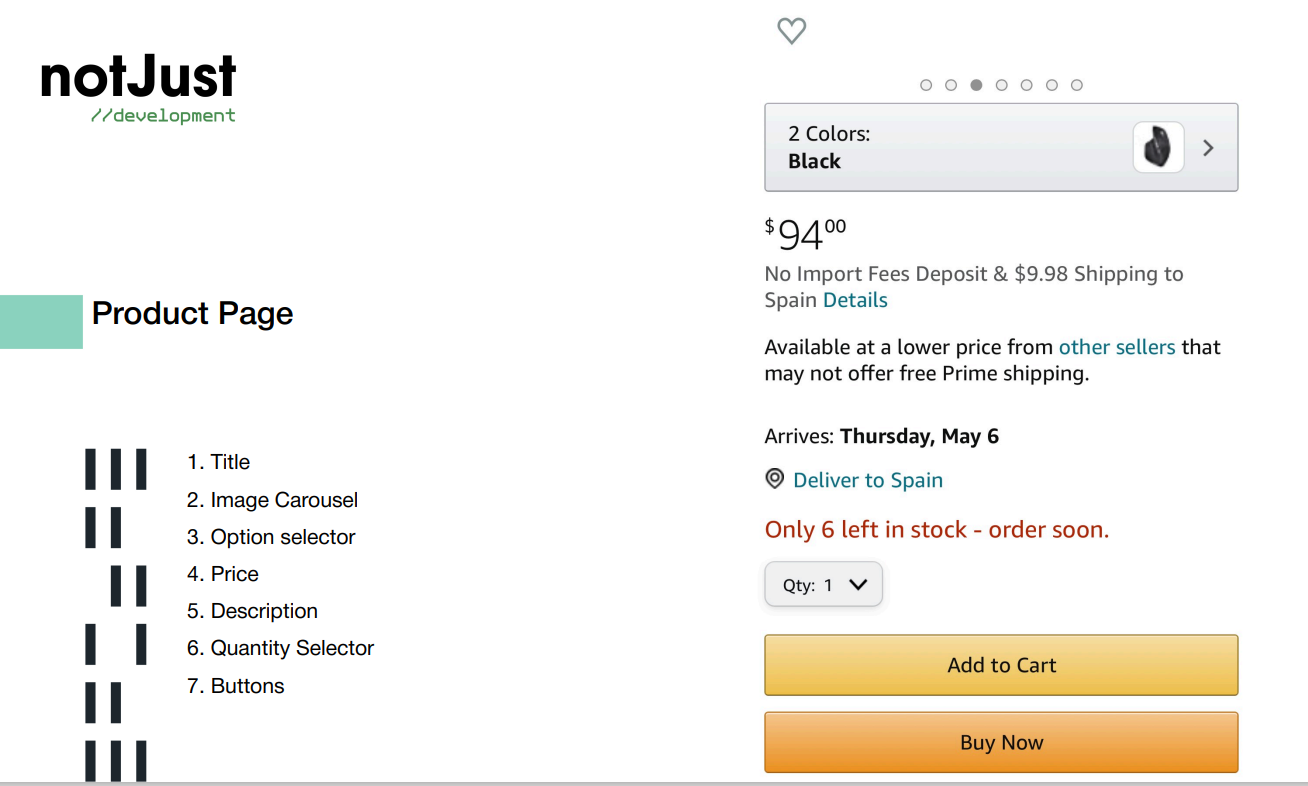 notJust
//development
Product Page
1. Title
2. Image Carousel
3. Option selector
4. Price
5. Description
6. Quantity Selector
7. Buttons
2 Colors:
Black
$9400
No Import Fees Deposit & $9.98 Shipping to
Spain Details
Available at a lower price from other sellers that
may not offer free Prime shipping.
Arrives: Thursday, May 6
Deliver to Spain
Only 6 left in stock - order soon.
Qty: 1
Add to Cart
Buy Now